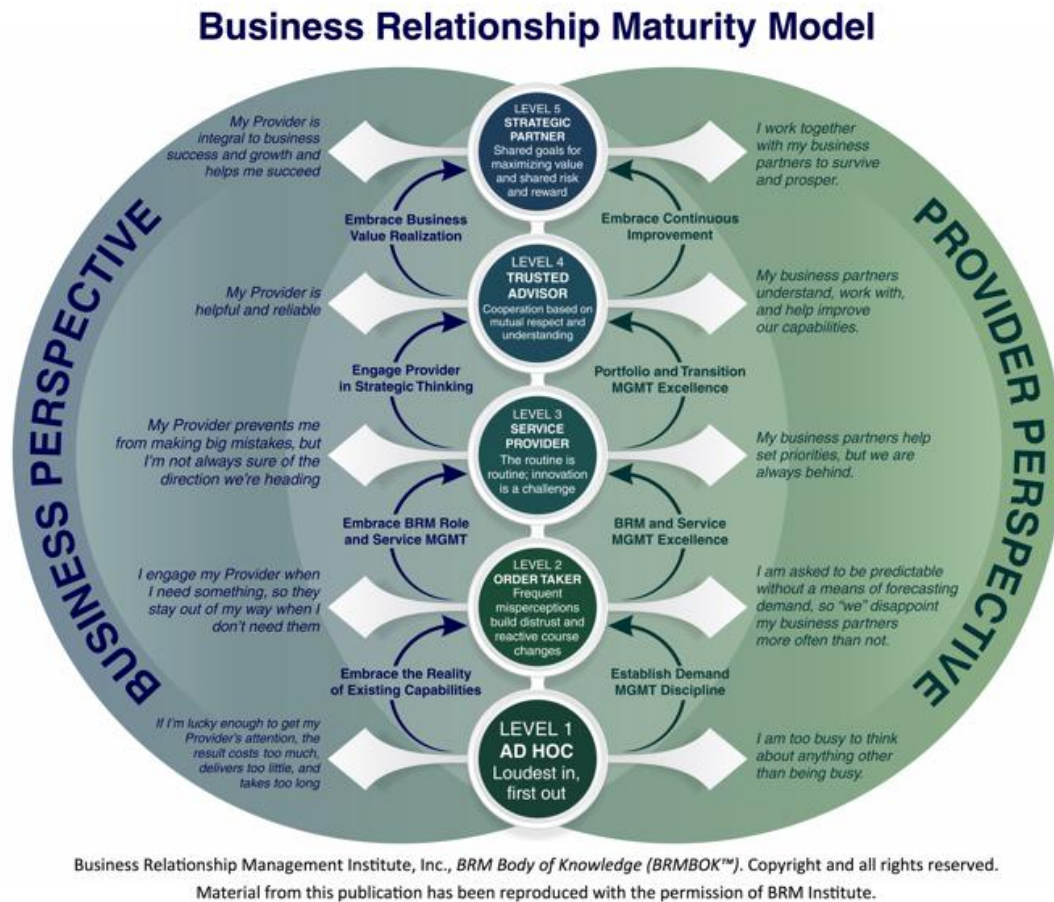 Business Relationship Maturity Model
BUSINESS PERSPECTIVE
PROVIDER PERSPECTIVE
My Provider is
integral to business
success and growth and
helps me succeed
LEVEL 5
STRATEGIC
PARTNER
Shared goals for
maximizing value
and shared risk
and reward
I work together
with my business
partners to survive
and prosper.
Embrace Business
Value Realization
Embrace Continuous
Improvement
My Provider is
helpful and reliable
LEVEL 4
TRUSTED
ADVISOR
Cooperation based on
mutual respect and
understanding
My business partners
understand, work with,
and help improve
our capabilities.
Engage Provider
in Strategic Thinking
Portfolio and Transition
MGMT Excellence
My Provider prevents me
from making big mistakes, but
I'm not always sure of the
direction we're heading
LEVEL 3
SERVICE
PROVIDER
The routine is
routine; innovation
is a challenge
My business partners help
set priorities, but we are
always behind.
Embrace BRM Role
and Service MGMT
BRM and Service
MGMT Excellence
I engage my Provider when
I need something, so they
stay out of my way when I
don't need them
LEVEL 2
ORDER TAKER
Frequent
misperceptions
build distrust and
reactive course
changes
I am asked to be predictable
without a means of forecasting
demand, so "we" disappoint
my business partners
more often than not.
Embrace the Reality
of Existing Capabilities
Establish Demand
MGMT Discipline
If I'm lucky enough to get my
Provider's attention, the
result costs too much,
delivers too little, and
takes too long
LEVEL 1
AD HOC
Loudest in,
first out
I am too busy to think
about anything other
than being busy.
Business Relationship Management Institute, Inc., BRM Body of Knowledge (BRMBOK™). Copyright and all rights reserved.
Material from this publication has been reproduced with the permission of BRM Institute.